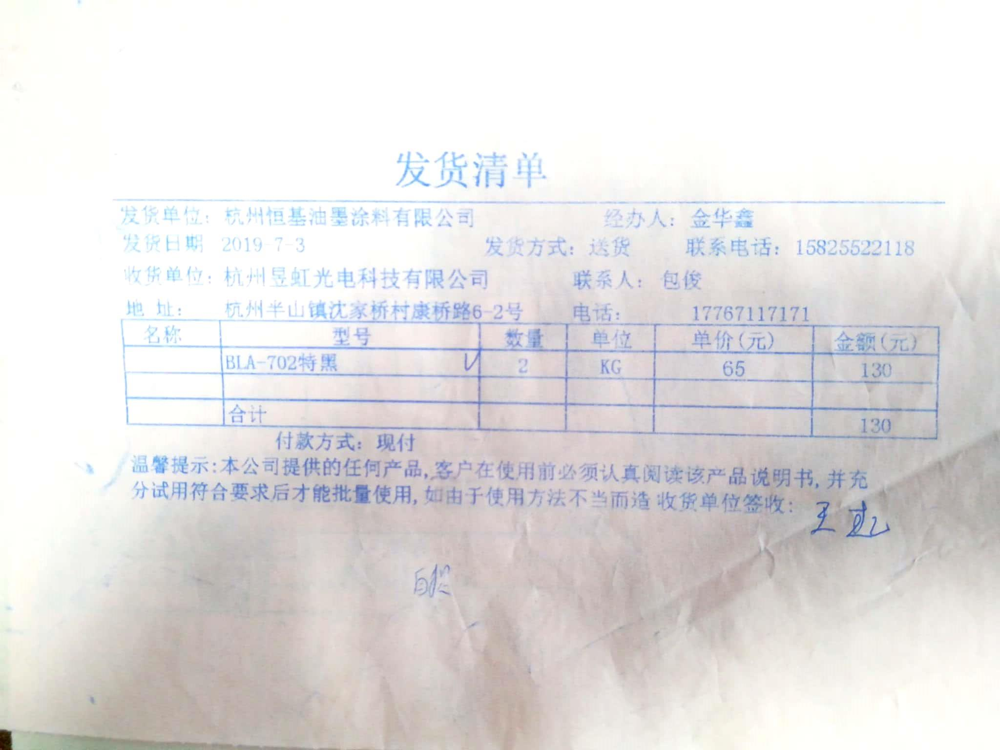 发货清单
发货单位：杭州恒基油墨涂料有限公司 经办人：金华鑫
发货日期 2019-7-3 发货方式：送货 联系电话：15825522118
收货单位：杭州昱虹光电科技有限公司 联系人：包俊
地 址： 杭州半山镇沈家桥村康桥路6-2号 电话： 17767117171
名称 型号 数量 单位 单价(元) 金额(元)
BLA-702特黑 2 KG 65 130
合计 130
付款方式：现付
温馨提示:本公司提供的任何产品,客户在使用前必须认真阅读该产品说明书,并充
分试用符合要求后才能批量使用,如由于使用方法不当而造 收货单位签收: 王
自提